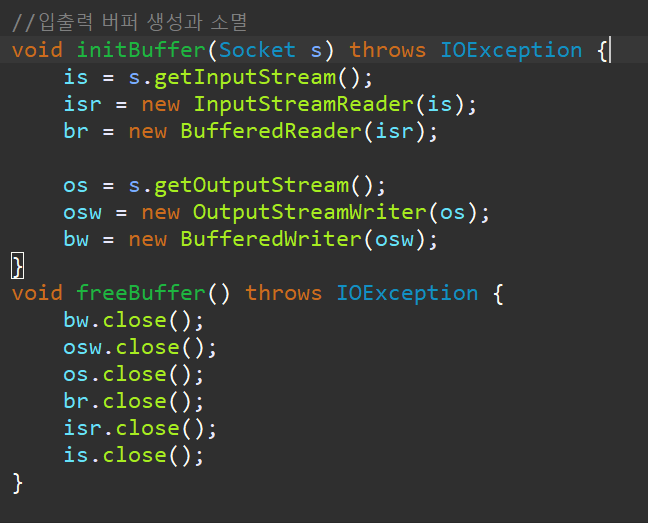 //입출력 버퍼 생성과 소멸
void initBuffer(Socket s) throws IOException {
    is = s.getInputStream();
    isr = new InputStreamReader(is);
    br = new BufferedReader(isr);

    os = s.getOutputStream();
    osw = new OutputStreamWriter(os);
    bw = new BufferedWriter(osw);
}
void freeBuffer() throws IOException {
    bw.close();
    osw.close();
    os.close();
    br.close();
    isr.close();
    is.close();
}